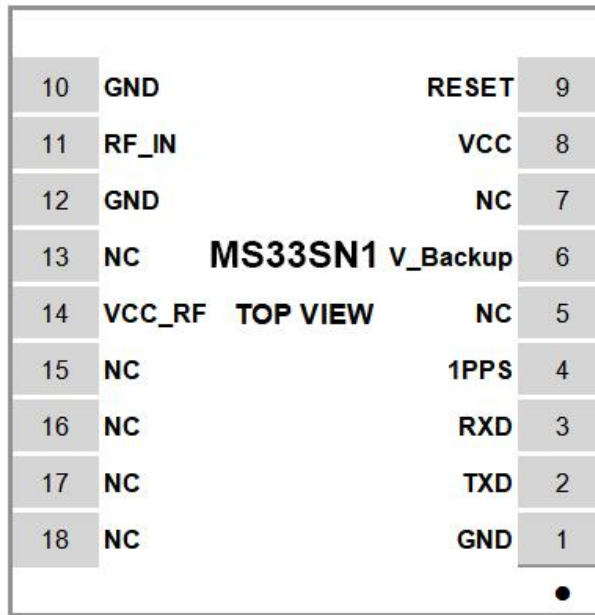 10 GND RESET 9
11 RF_IN VCC 8
12 GND NC 7
13 NC MS33SN1 V_Backup 6
14 VCC_RF TOP VIEW NC 5
15 NC 1PPS 4
16 NC RXD 3
17 NC TXD 2
18 NC GND 1